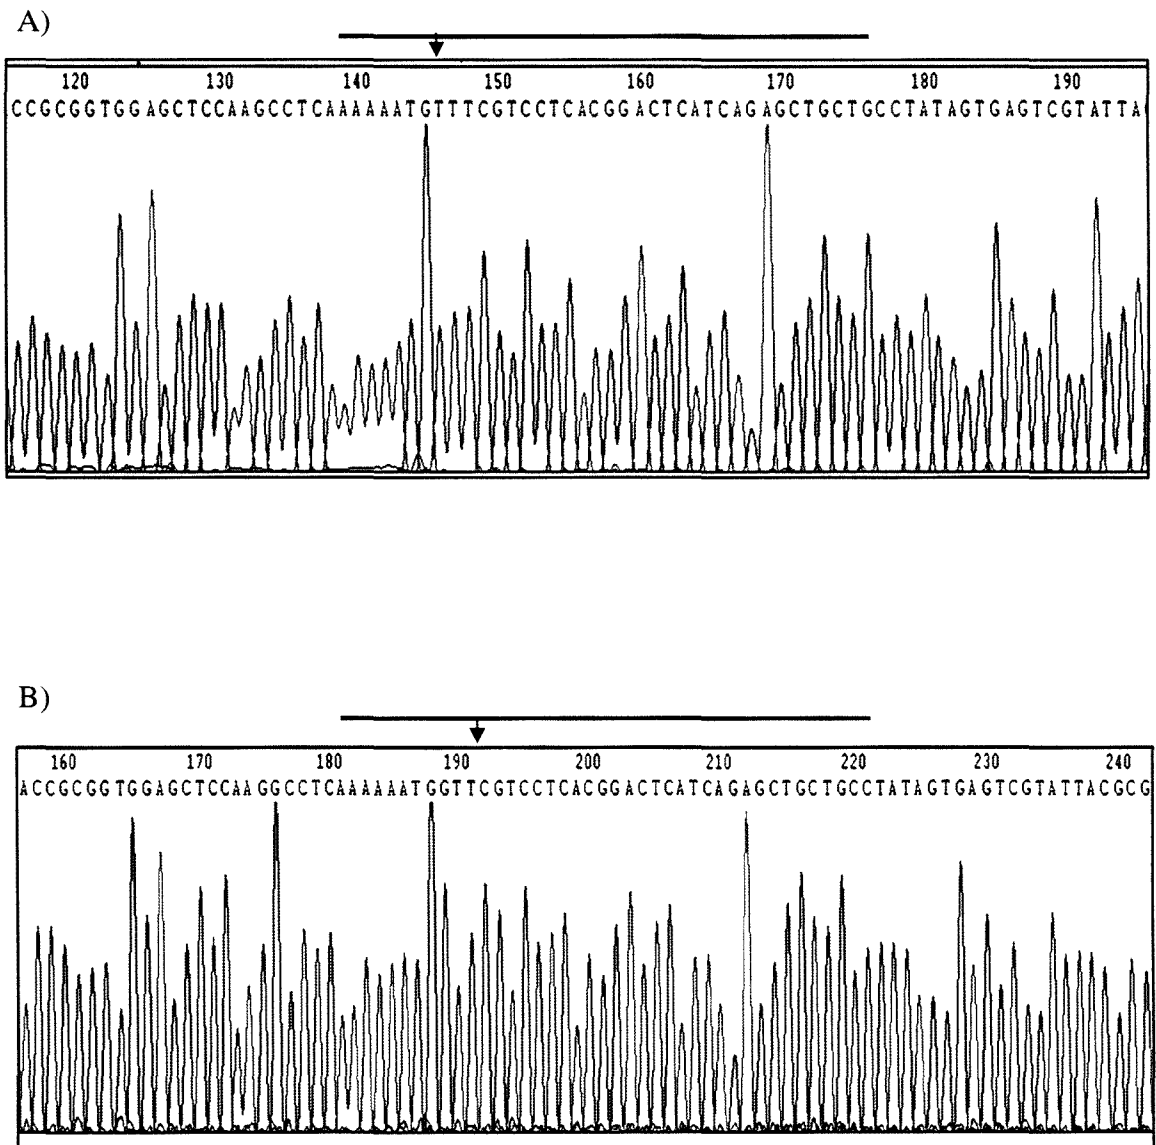 A)
120 130 140 150 160 170 180 190
CCGCGGTGGAGCTCCAAGCCTCAAAAAATGTTTCGTCCTCACGGACTCATCAGAGCTGCTGCCTATAGTGAGTCGTATTA
B)
160 170 180 190 200 210 220 230 240
ACCGCGGTGGAGCTCCAAGGCCTCAAAAAATGGTTCGTCCTCACGGACTCATCAGAGCTGCTGCCTATAGTGAGTCGTATTACGCG